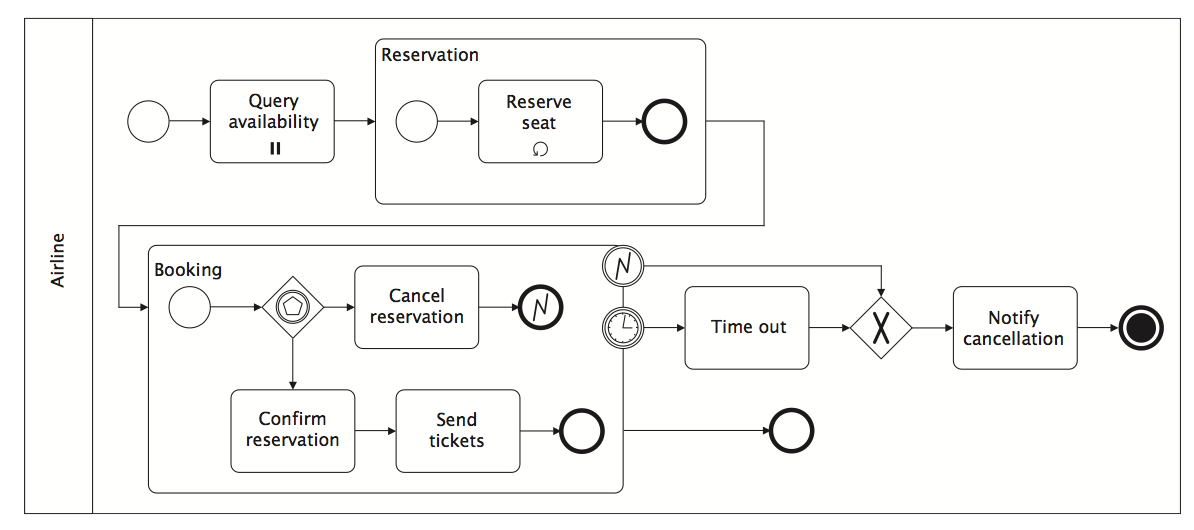 Airline
Reservation
Query
availability
Reserve
seat
Booking
Cancel
reservation
Time out
Notify
cancellation
Confirm
reservation
Send
tickets